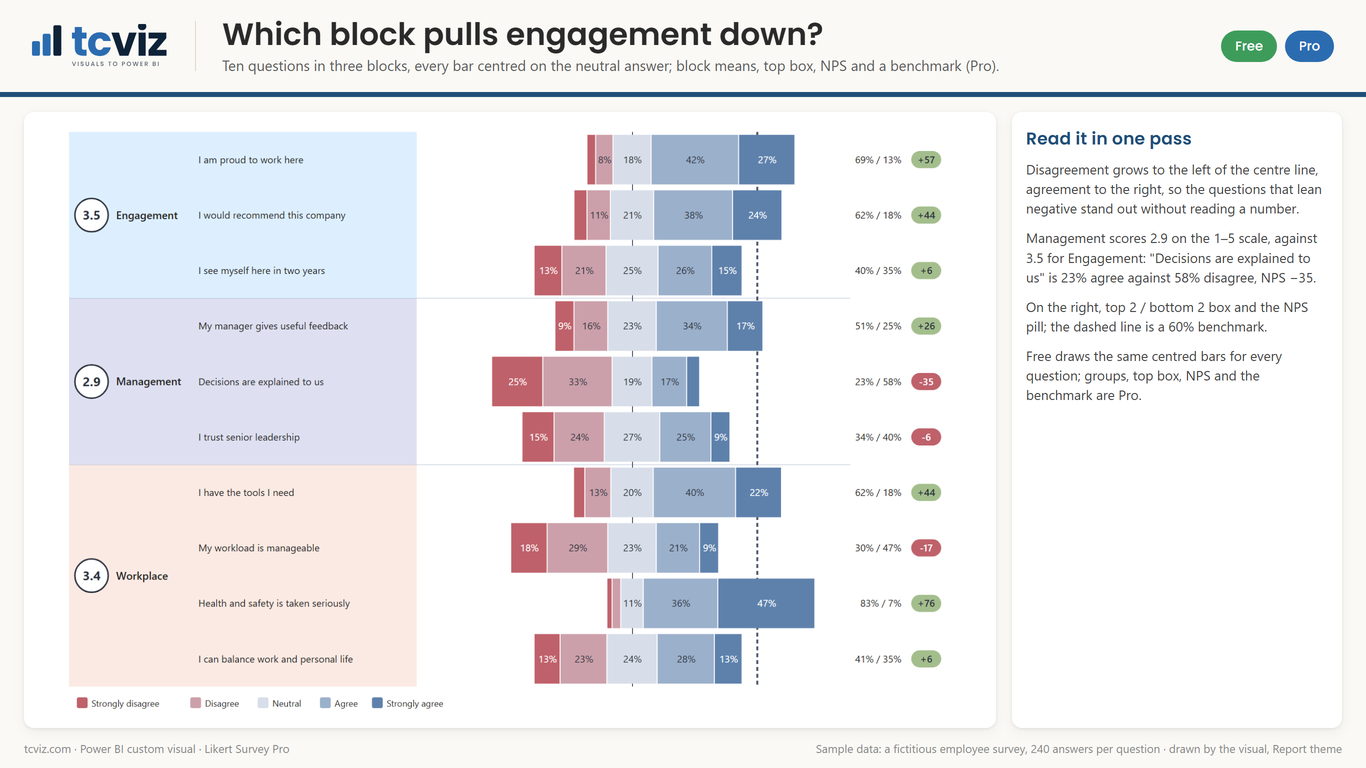 tcviz
VISUALS TO POWER BI
Which block pulls engagement down?
Ten questions in three blocks, every bar centred on the neutral answer; block means, top box, NPS and a benchmark (Pro).
Free
Pro
3.5 Engagement
I am proud to work here
8% 18% 42% 27%
69% / 13% +57
I would recommend this company
11% 21% 38% 24%
62% / 18% +44
I see myself here in two years
13% 21% 25% 26% 15%
40% / 35% +6
2.9 Management
My manager gives useful feedback
9% 16% 23% 34% 17%
51% / 25% +26
Decisions are explained to us
25% 33% 19% 17%
23% / 58% -35
I trust senior leadership
15% 24% 27% 25% 9%
34% / 40% -6
3.4 Workplace
I have the tools I need
13% 20% 40% 22%
62% / 18% +44
My workload is manageable
18% 29% 23% 21% 9%
30% / 47% -17
Health and safety is taken seriously
11% 36% 47%
83% / 7% +76
I can balance work and personal life
13% 23% 24% 28% 13%
41% / 35% +6
Strongly disagree
Disagree
Neutral
Agree
Strongly agree
Read it in one pass
Disagreement grows to the left of the centre line,
agreement to the right, so the questions that lean
negative stand out without reading a number.
Management scores 2.9 on the 1–5 scale, against
3.5 for Engagement: "Decisions are explained to
us" is 23% agree against 58% disagree, NPS −35.
On the right, top 2 / bottom 2 box and the NPS
pill; the dashed line is a 60% benchmark.
Free draws the same centred bars for every
question; groups, top box, NPS and the
benchmark are Pro.
tcviz.com · Power BI custom visual · Likert Survey Pro
Sample data: a fictitious employee survey, 240 answers per question · drawn by the visual, Report theme